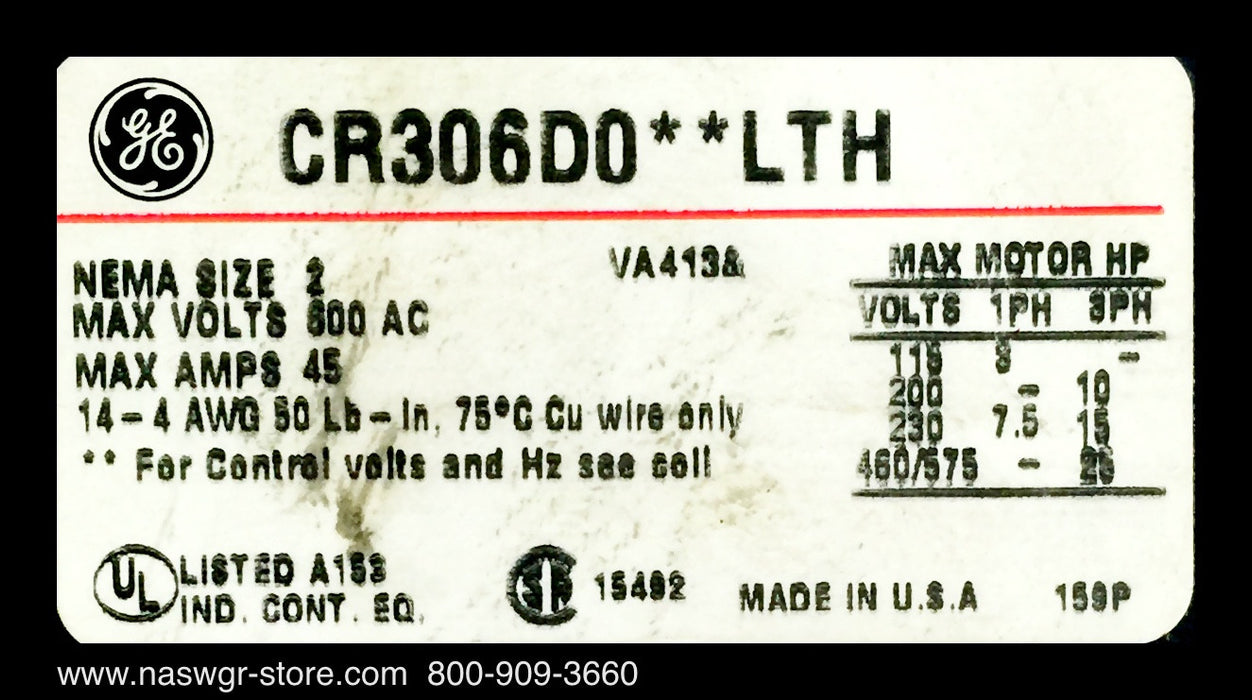 GE CR306D0**LTH
NEMA SIZE 2
MAX VOLTS 600 AC
MAX AMPS 45
14-4 AWG 50 Lb-In. 75°C Cu wire only
** For Control volts and Hz see coil
VA413&
MAX MOTOR HP
VOLTS 1PH 3PH
115 3 -
200 - 10
230 7.5 15
460/575 - 25
UL LISTED A153
IND. CONT. EQ.
SA 15492
MADE IN U.S.A
159P
www.naswgr-store.com 800-909-3660